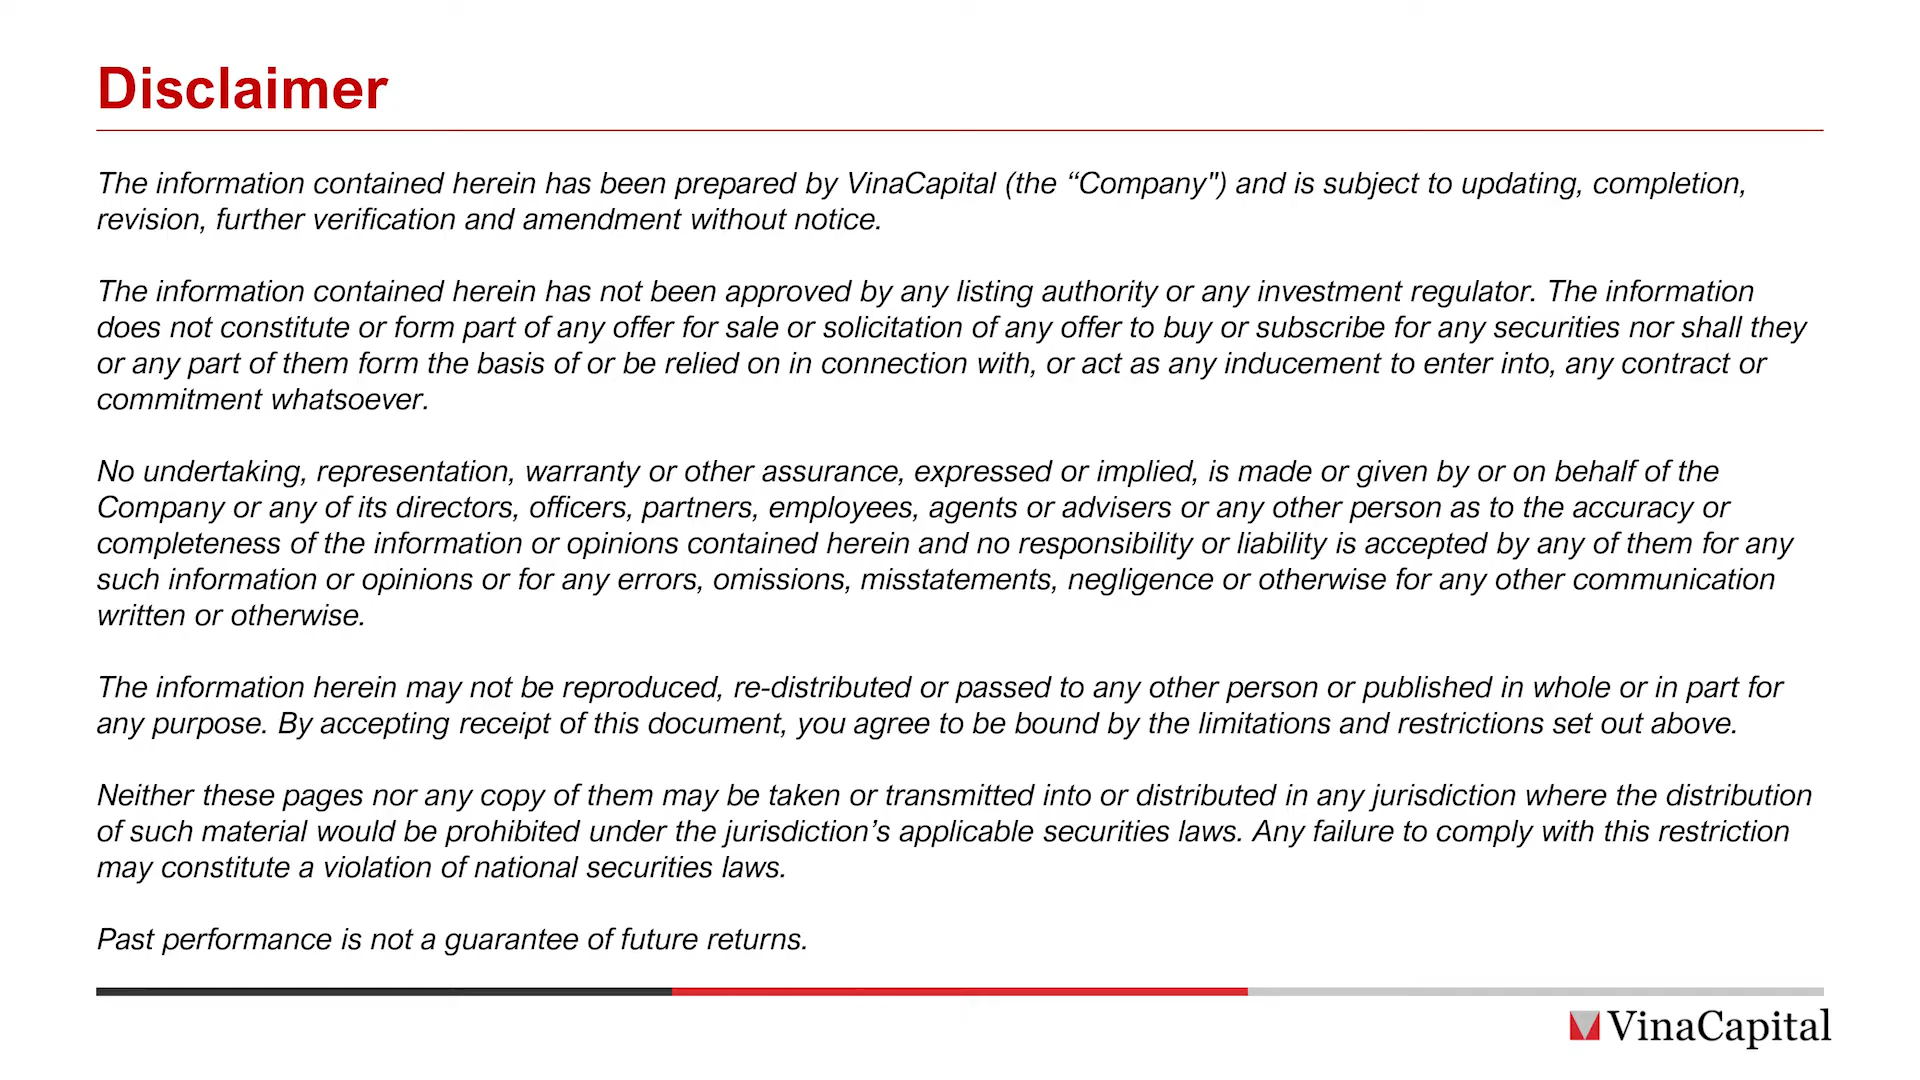 Disclaimer
The information contained herein has been prepared by VinaCapital (the “Company") and is subject to updating, completion,
revision, further verification and amendment without notice.
The information contained herein has not been approved by any listing authority or any investment regulator. The information
does not constitute or form part of any offer for sale or solicitation of any offer to buy or subscribe for any securities nor shall they
or any part of them form the basis of or be relied on in connection with, or act as any inducement to enter into, any contract or
commitment whatsoever.
No undertaking, representation, warranty or other assurance, expressed or implied, is made or given by or on behalf of the
Company or any of its directors, officers, partners, employees, agents or advisers or any other person as to the accuracy or
completeness of the information or opinions contained herein and no responsibility or liability is accepted by any of them for any
such information or opinions or for any errors, omissions, misstatements, negligence or otherwise for any other communication
written or otherwise.
The information herein may not be reproduced, re-distributed or passed to any other person or published in whole or in part for
any purpose. By accepting receipt of this document, you agree to be bound by the limitations and restrictions set out above.
Neither these pages nor any copy of them may be taken or transmitted into or distributed in any jurisdiction where the distribution
of such material would be prohibited under the jurisdiction’s applicable securities laws. Any failure to comply with this restriction
may constitute a violation of national securities laws.
Past performance is not a guarantee of future returns.
VinaCapital